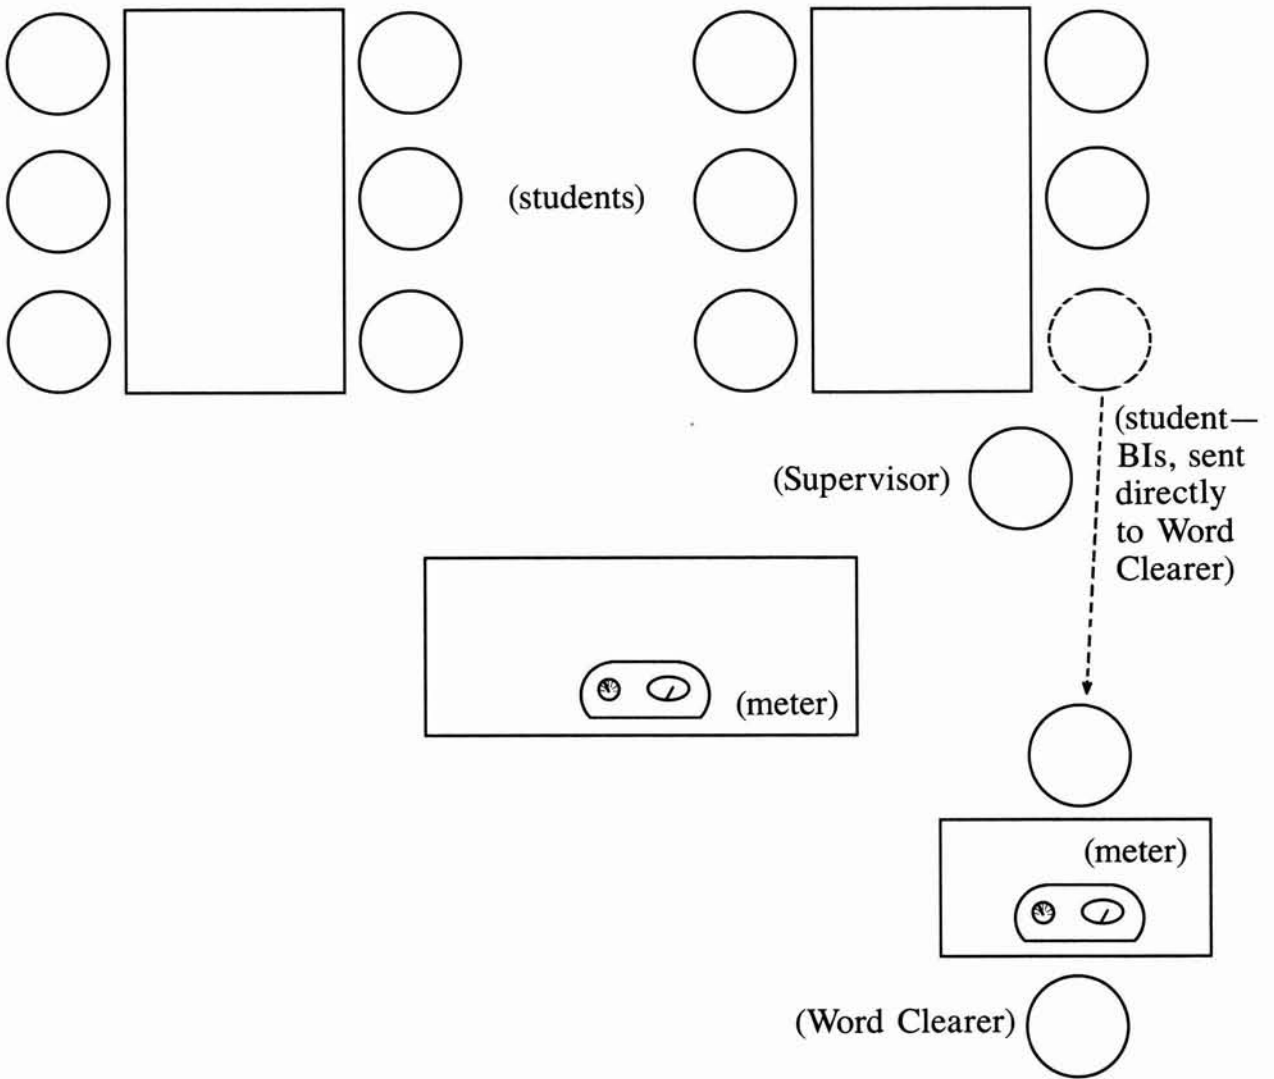 (students)
(student—
BIs, sent
directly
to Word
Clearer)
(Supervisor)
(meter)
(meter)
(Word Clearer)